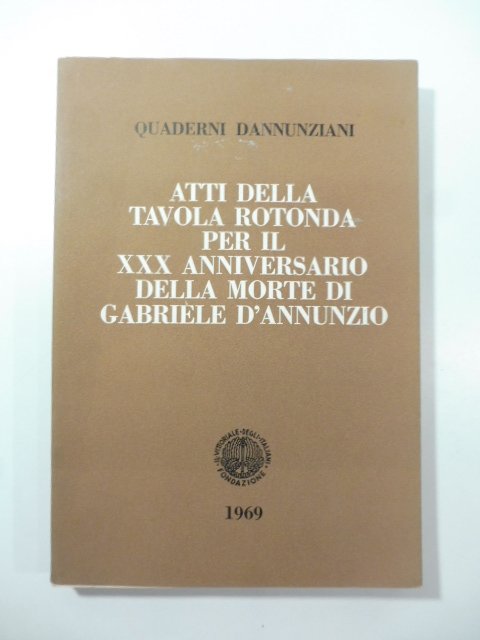 QUADERNI DANNUNZIANI
ATTI DELLA
TAVOLA ROTONDA
PER IL
XXX ANNIVERSARIO
DELLA MORTE DI
GABRIÈLE D'ANNUNZIO
IL VITTORIALE DEGLI ITALIANI
FONDAZIONE
1969